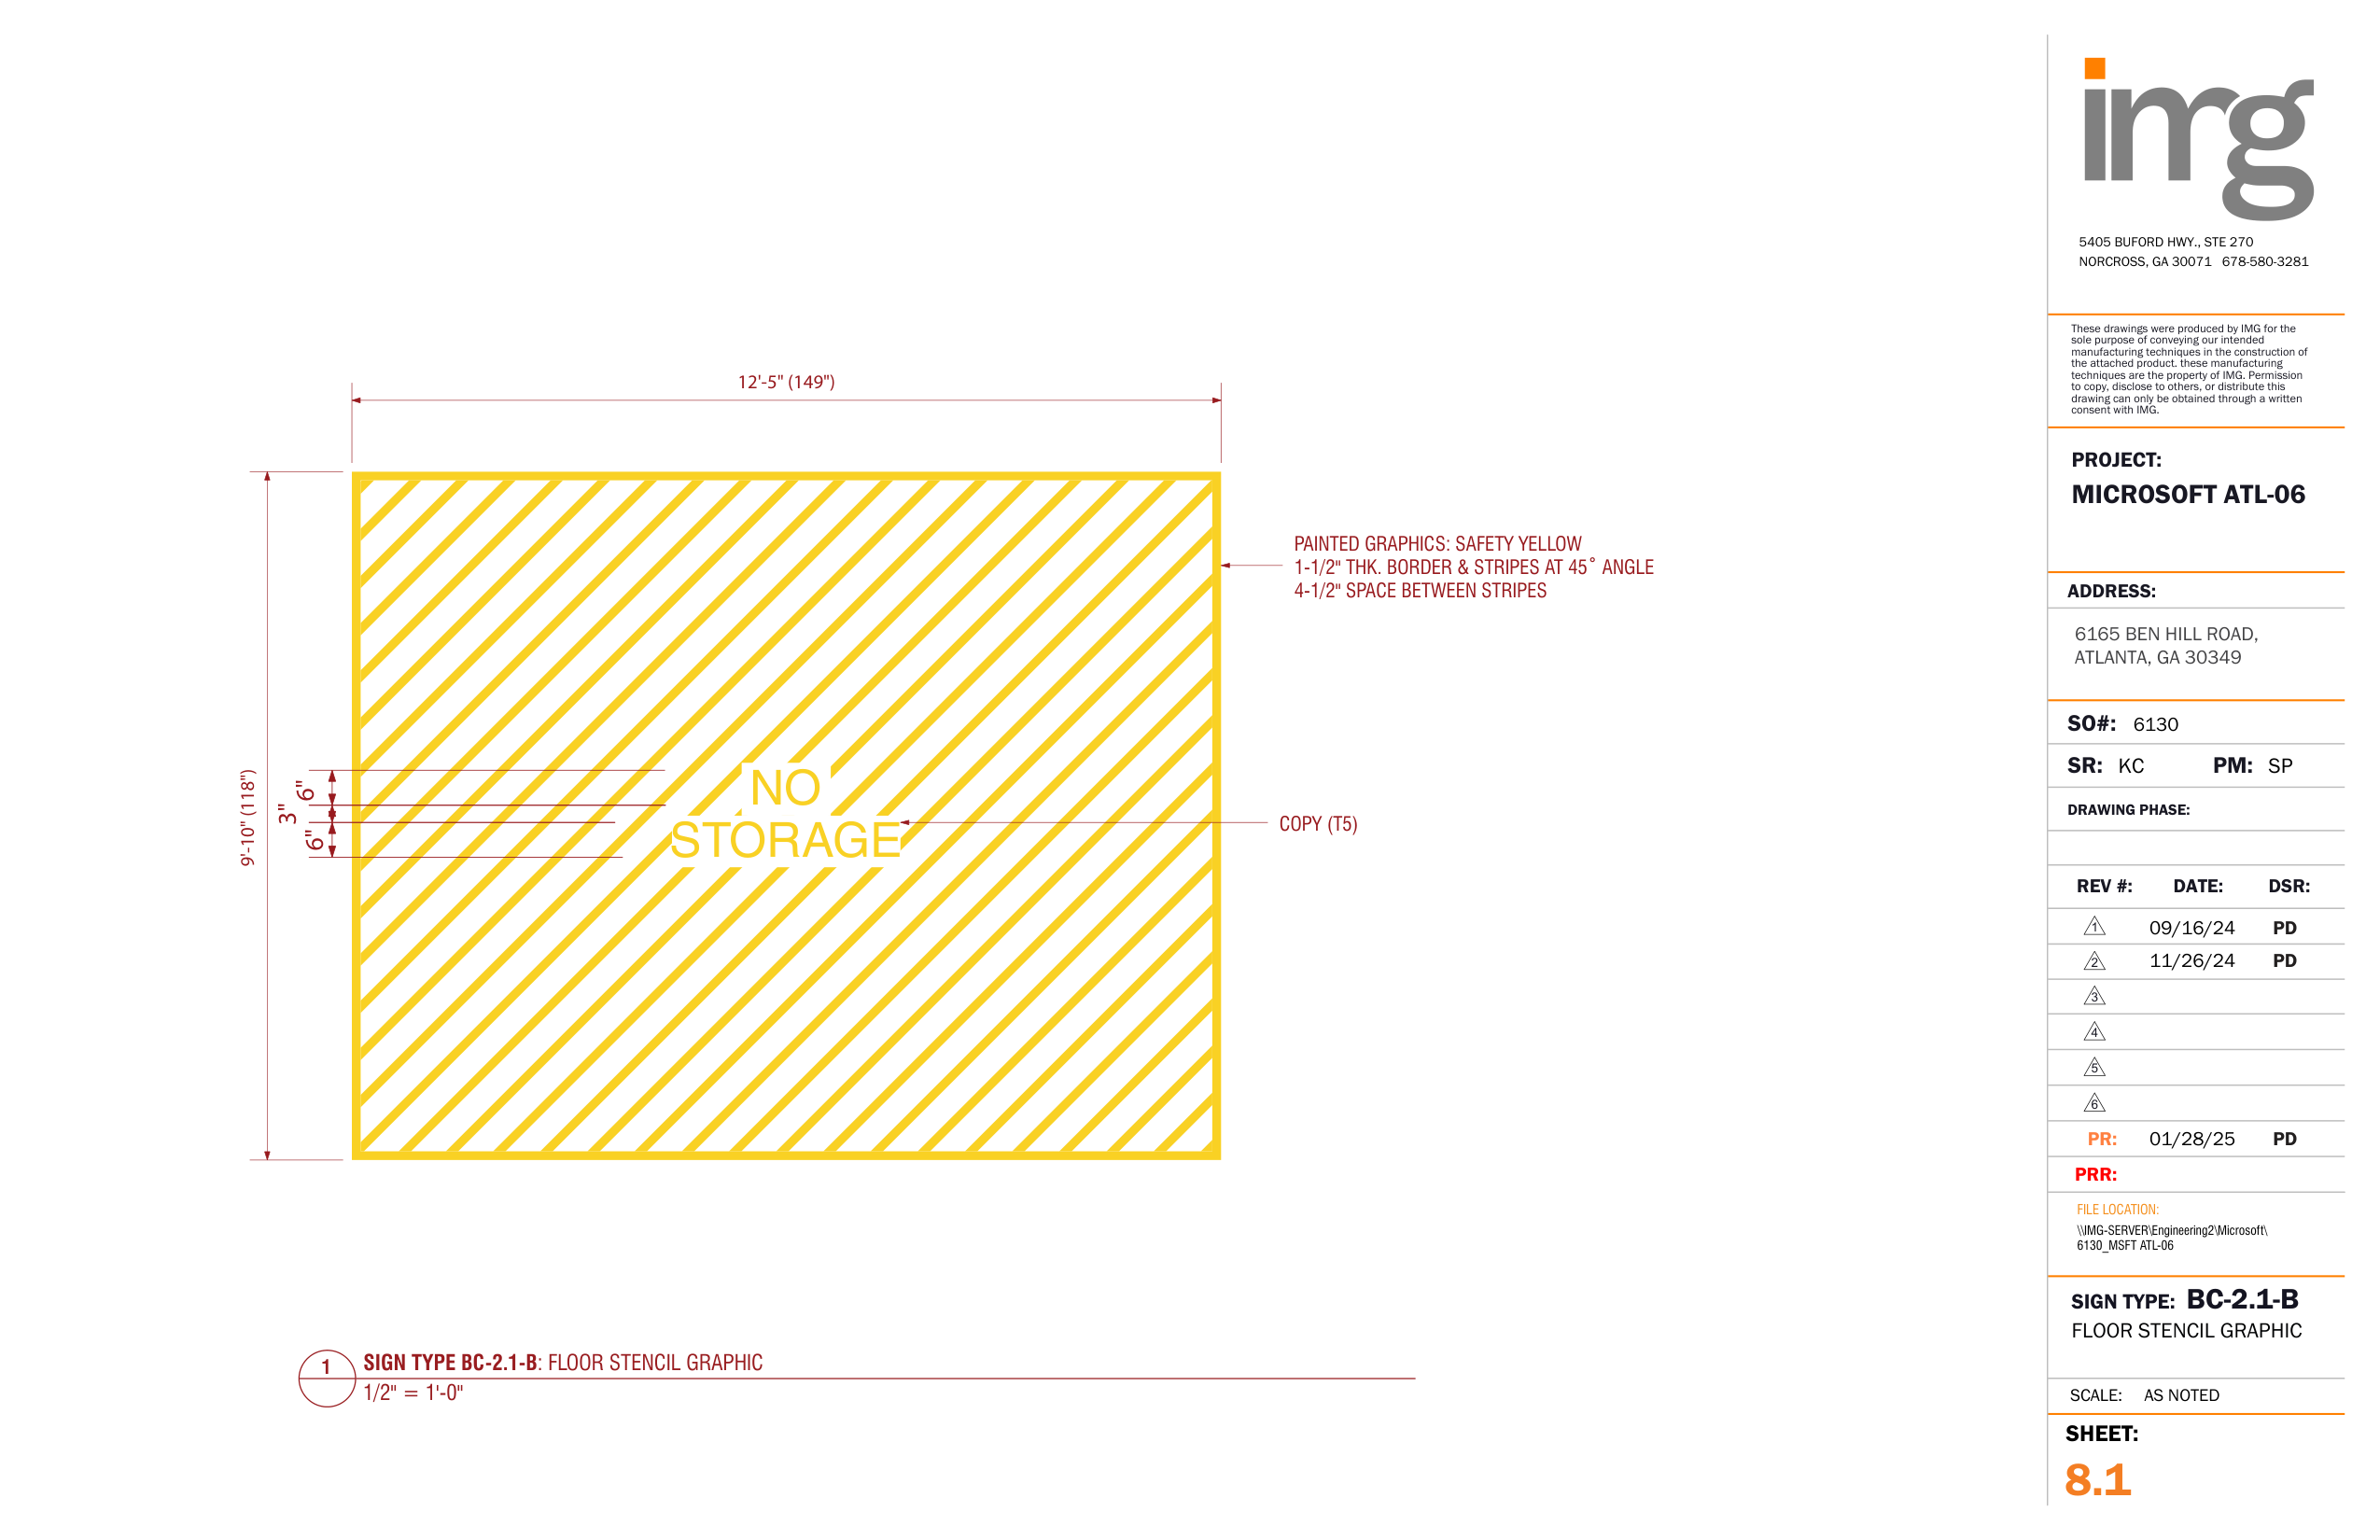 12'-5" (149")
9'-10" (118")
6"
3"
6"
NO
STORAGE
PAINTED GRAPHICS: SAFETY YELLOW
1-1/2" THK. BORDER & STRIPES AT 45° ANGLE
4-1/2" SPACE BETWEEN STRIPES
COPY (T5)
1
SIGN TYPE BC-2.1-B: FLOOR STENCIL GRAPHIC
1/2" = 1'-0"
img
5405 BUFORD HWY., STE 270
NORCROSS, GA 30071 678-580-3281
These drawings were produced by IMG for the
sole purpose of conveying our intended
manufacturing techniques in the construction of
the attached product. these manufacturing
techniques are the property of IMG. Permission
to copy, disclose to others, or distribute this
drawing can only be obtained through a written
consent with IMG.
PROJECT:
MICROSOFT ATL-06
ADDRESS:
6165 BEN HILL ROAD,
ATLANTA, GA 30349
SO#: 6130
SR: KC PM: SP
DRAWING PHASE:
REV #: DATE: DSR:
1 09/16/24 PD
2 11/26/24 PD
3
4
5
6
PR: 01/28/25 PD
PRR:
FILE LOCATION:
\\IMG-SERVER\Engineering2\Microsoft\
6130_MSFT ATL-06
SIGN TYPE: BC-2.1-B
FLOOR STENCIL GRAPHIC
SCALE: AS NOTED
SHEET:
8.1